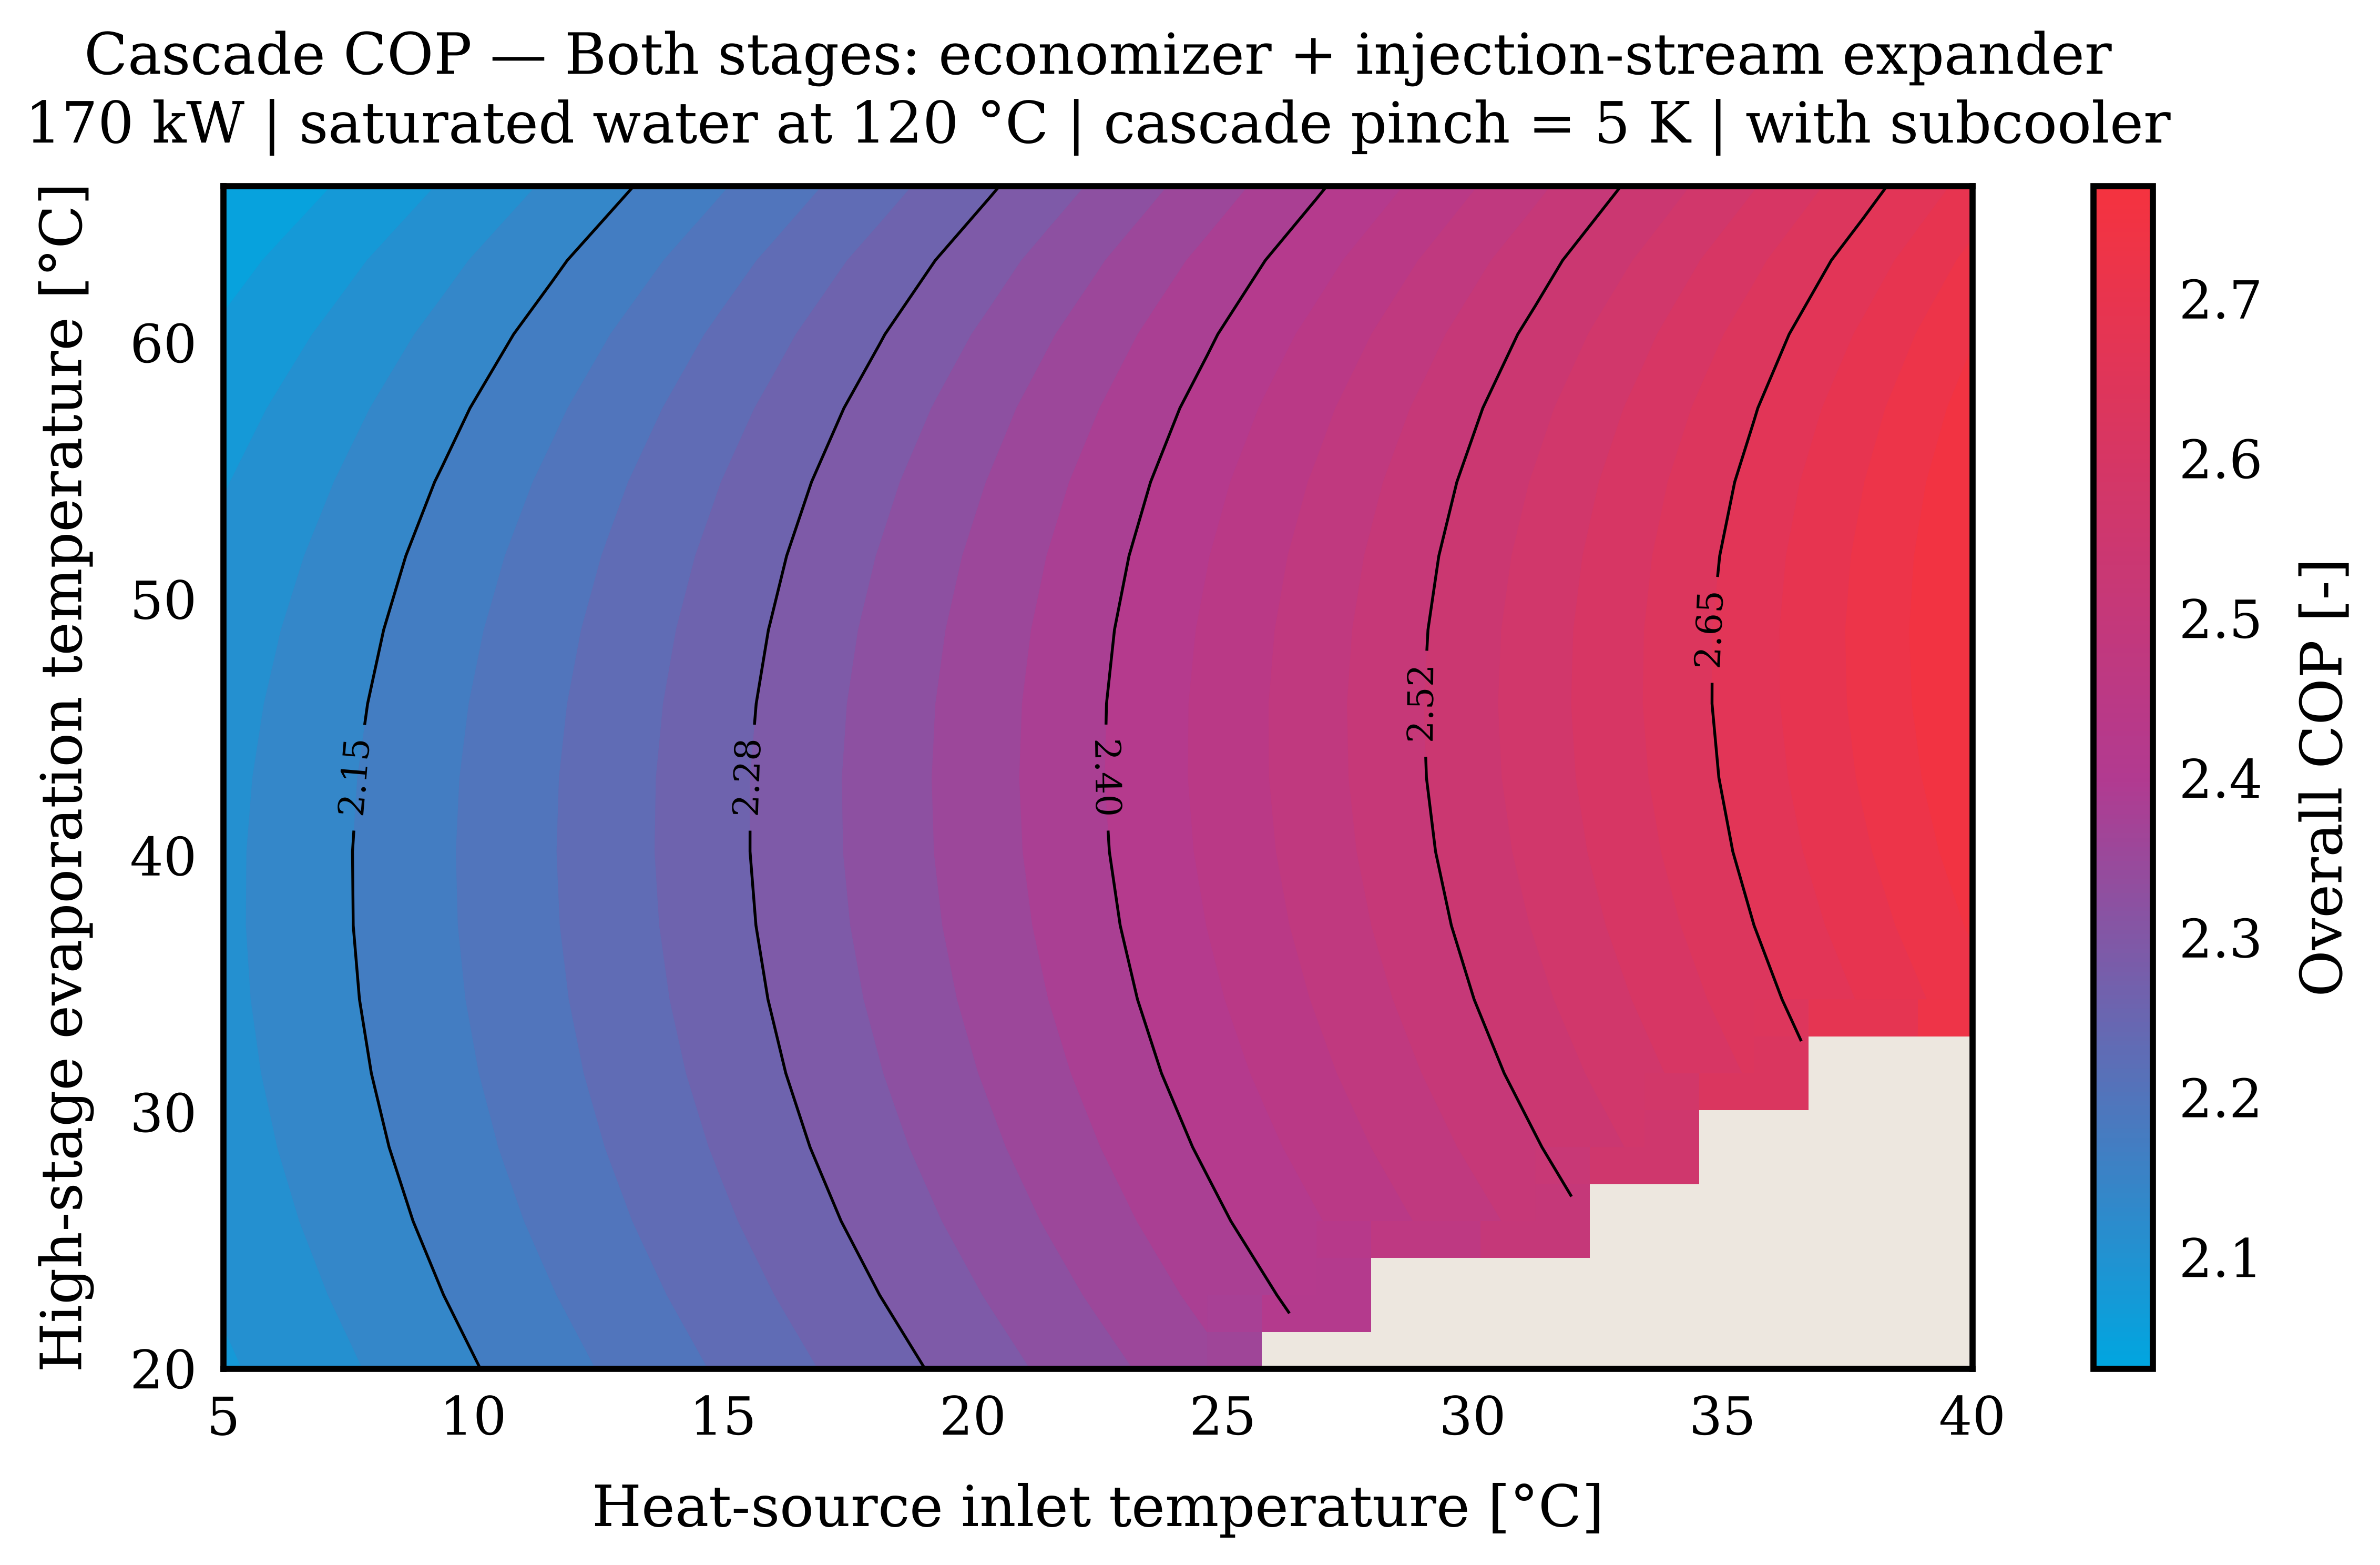 Cascade COP — Both stages: economizer + injection-stream expander
170 kW | saturated water at 120 °C | cascade pinch = 5 K | with subcooler
High-stage evaporation temperature [°C]
60
50
40
30
20
5 10 15 20 25 30 35 40
Heat-source inlet temperature [°C]
2.15
2.28
2.40
2.52
2.65
2.7
2.6
2.5
2.4
2.3
2.2
2.1
Overall COP [-]